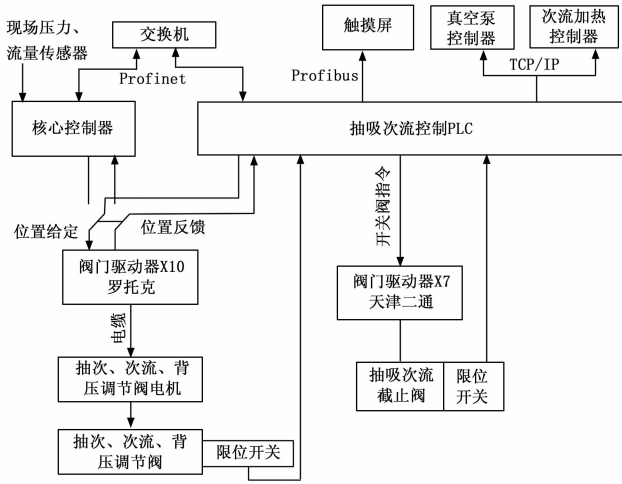 现场压力、
流量传感器
交换机
触摸屏
真空泵
控制器
次流加热
控制器
Profinet
Profibus
TCP/IP
核心控制器
抽吸次流控制PLC
位置给定
位置反馈
开关阀指令
阀门驱动器X10
罗托克
阀门驱动器X7
天津二通
电缆
抽次、次流、背
压调节阀电机
抽吸次流
截止阀
限位
开关
抽次、次流、背
压调节阀
限位开关